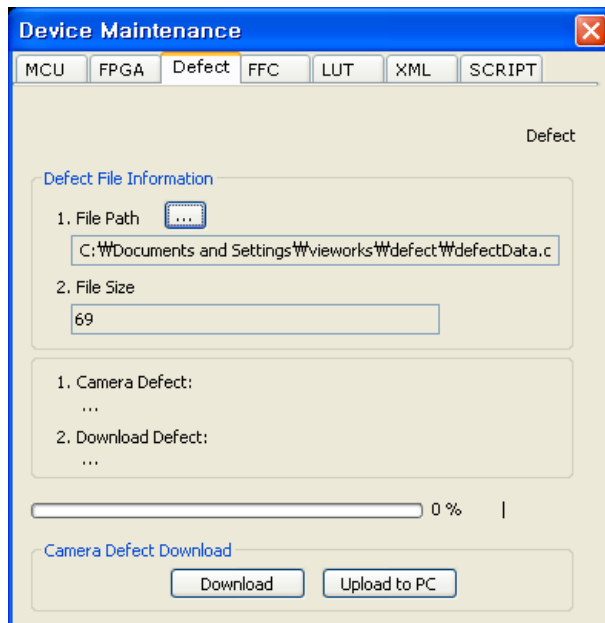 Device Maintenance
MCU FPGA Defect FFC LUT XML SCRIPT
Defect
Defect File Information
1. File Path ...
C:₩Documents and Settings₩vieworks₩defect₩defectData.c
2. File Size
69
1. Camera Defect:
...
2. Download Defect:
...
0 % |
Camera Defect Download
Download Upload to PC